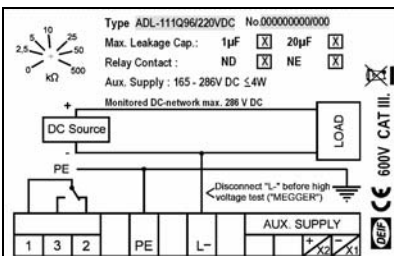 Type ADL-111Q96/220VDC No.000000000/000
Max. Leakage Cap.: 1µF X 20µF X
Relay Contact : ND X NE X
Aux. Supply : 165 - 286V DC ≤4W
0 2,5 5 10 25 50 500
kΩ
Monitored DC-network max. 286 V DC
+
DC Source
-
LOAD
PE
Disconnect "L-" before high
voltage test ("MEGGER")
AUX. SUPPLY
1 3 2 PE L- + X2 - X1
600V CAT III.
CE
DEIF